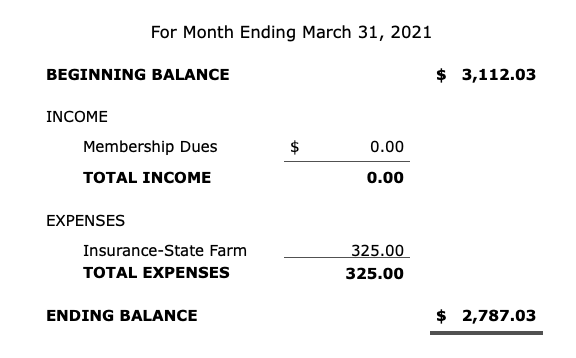 For Month Ending March 31, 2021
BEGINNING BALANCE $ 3,112.03
INCOME
Membership Dues $ 0.00
TOTAL INCOME 0.00
EXPENSES
Insurance-State Farm 325.00
TOTAL EXPENSES 325.00
ENDING BALANCE $ 2,787.03